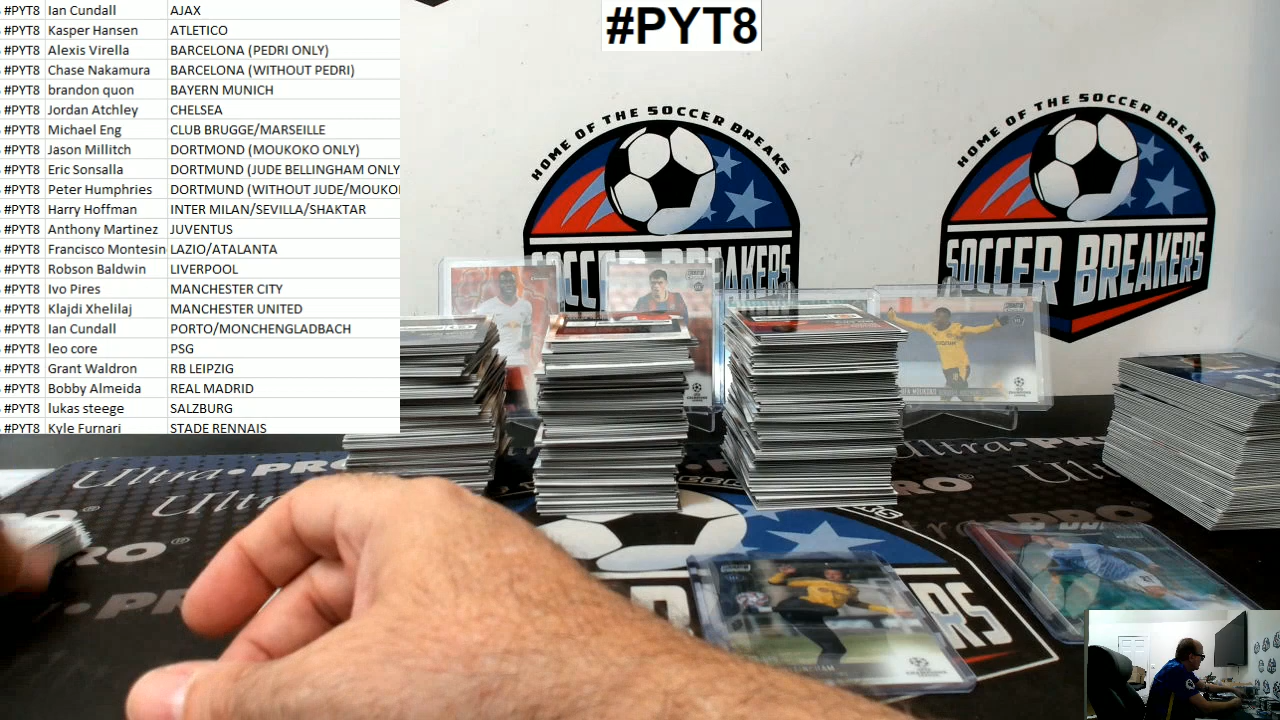 #PYT8 Ian Cundall AJAX
#PYT8 Kasper Hansen ATLETICO
#PYT8 Alexis Virella BARCELONA (PEDRI ONLY)
#PYT8 Chase Nakamura BARCELONA (WITHOUT PEDRI)
#PYT8 brandon quon BAYERN MUNICH
#PYT8 Jordan Atchley CHELSEA
#PYT8 Michael Eng CLUB BRUGGE/MARSEILLE
#PYT8 Jason Millitch DORTMOND (MOUKOKO ONLY)
#PYT8 Eric Sonsalla DORTMUND (JUDE BELLINGHAM ONLY
#PYT8 Peter Humphries DORTMUND (WITHOUT JUDE/MOUKO
#PYT8 Harry Hoffman INTER MILAN/SEVILLA/SHAKTAR
#PYT8 Anthony Martinez JUVENTUS
#PYT8 Francisco Montesin LAZIO/ATALANTA
#PYT8 Robson Baldwin LIVERPOOL
#PYT8 Ivo Pires MANCHESTER CITY
#PYT8 Klajdi Xhelilaj MANCHESTER UNITED
#PYT8 Ian Cundall PORTO/MONCHENGLADBACH
#PYT8 leo core PSG
#PYT8 Grant Waldron RB LEIPZIG
#PYT8 Bobby Almeida REAL MADRID
#PYT8 lukas steege SALZBURG
#PYT8 Kyle Furnari STADE RENNAIS
#PYT8
HOME OF THE SOCCER BREAKS
SOCCER BREAKERS
HOME OF THE SOCCER BREAKS
SOCCER BREAKERS
Ultra PRO